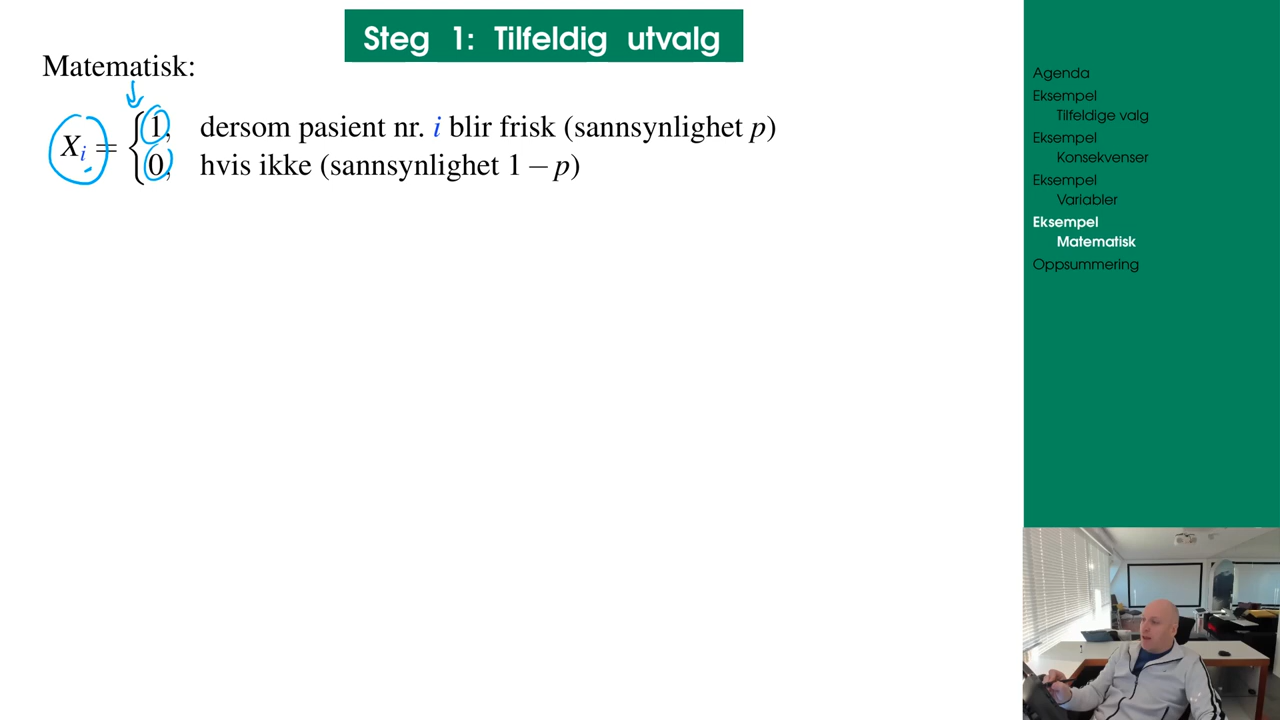 Steg 1: Tilfeldig utvalg
Matematisk:
X_i = { 1, dersom pasient nr. i blir frisk (sannsynlighet p)
0, hvis ikke (sannsynlighet 1 − p)
Agenda
Eksempel
Tilfeldige valg
Eksempel
Konsekvenser
Eksempel
Variabler
Eksempel
Matematisk
Oppsummering